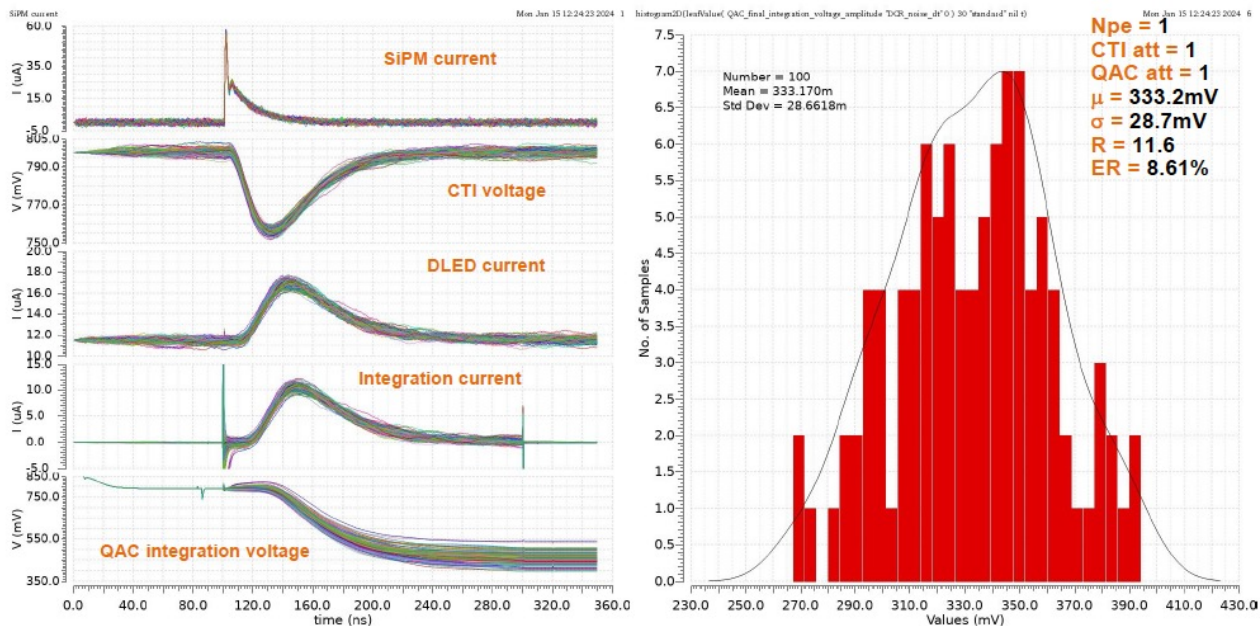 SiPM current
Mon Jan 15 12:24:23 2024 1
histogram2D(leafValue( QAC_final_integration_voltage_amplitude "DCR_noise_dt" 0 ) 30 "standard" nil t)
Mon Jan 15 12:24:23 2024 6
60.0
35.0
15.0
-5.0
I (uA)
SiPM current
805.0
790.0
770.0
750.0
V (mV)
CTI voltage
20.0
18.0
16.0
14.0
12.0
10.0
I (uA)
DLED current
15.0
10.0
5.0
0.0
-5.0
I (uA)
Integration current
850.0
750.0
550.0
350.0
V (mV)
QAC integration voltage
0.0 40.0 80.0 120.0 160.0 200.0 240.0 280.0 320.0 360.0
time (ns)
7.5
7.0
6.5
6.0
5.5
5.0
4.5
4.0
3.5
3.0
2.5
2.0
1.5
1.0
0.5
0.0
No. of Samples
Number = 100
Mean = 333.170m
Std Dev = 28.6618m
Npe = 1
CTI att = 1
QAC att = 1
μ = 333.2mV
σ = 28.7mV
R = 11.6
ER = 8.61%
230.0 250.0 270.0 290.0 310.0 330.0 350.0 370.0 390.0 410.0 430.0
Values (mV)